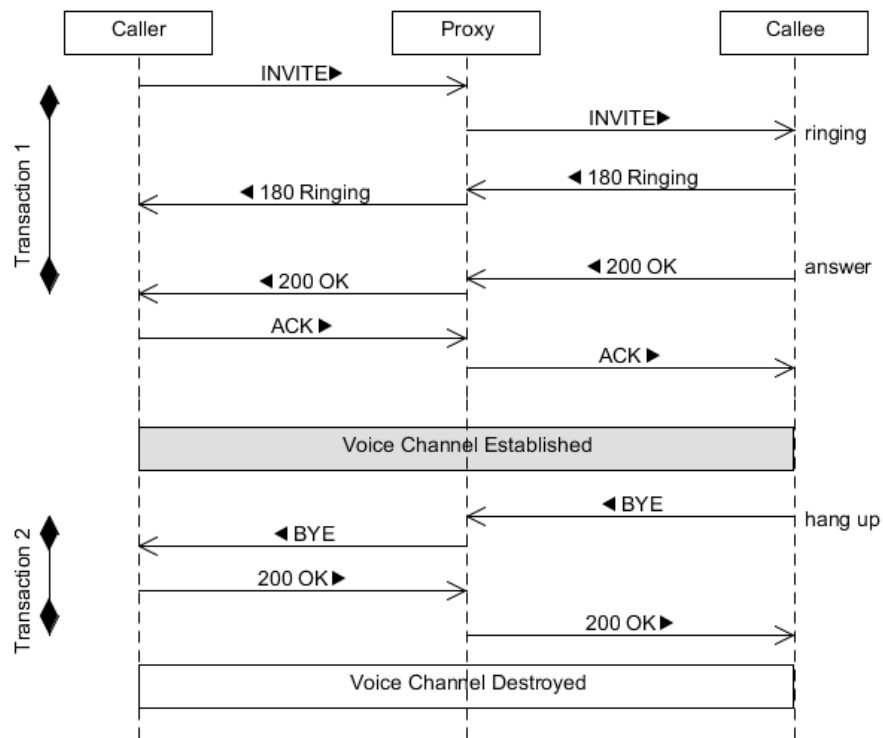 Caller
Proxy
Callee
INVITE►
INVITE►
ringing
Transaction 1
◄ 180 Ringing
◄ 180 Ringing
◄ 200 OK
answer
◄ 200 OK
ACK ►
ACK ►
Voice Channel Established
◄ BYE
hang up
◄ BYE
Transaction 2
200 OK►
200 OK►
Voice Channel Destroyed